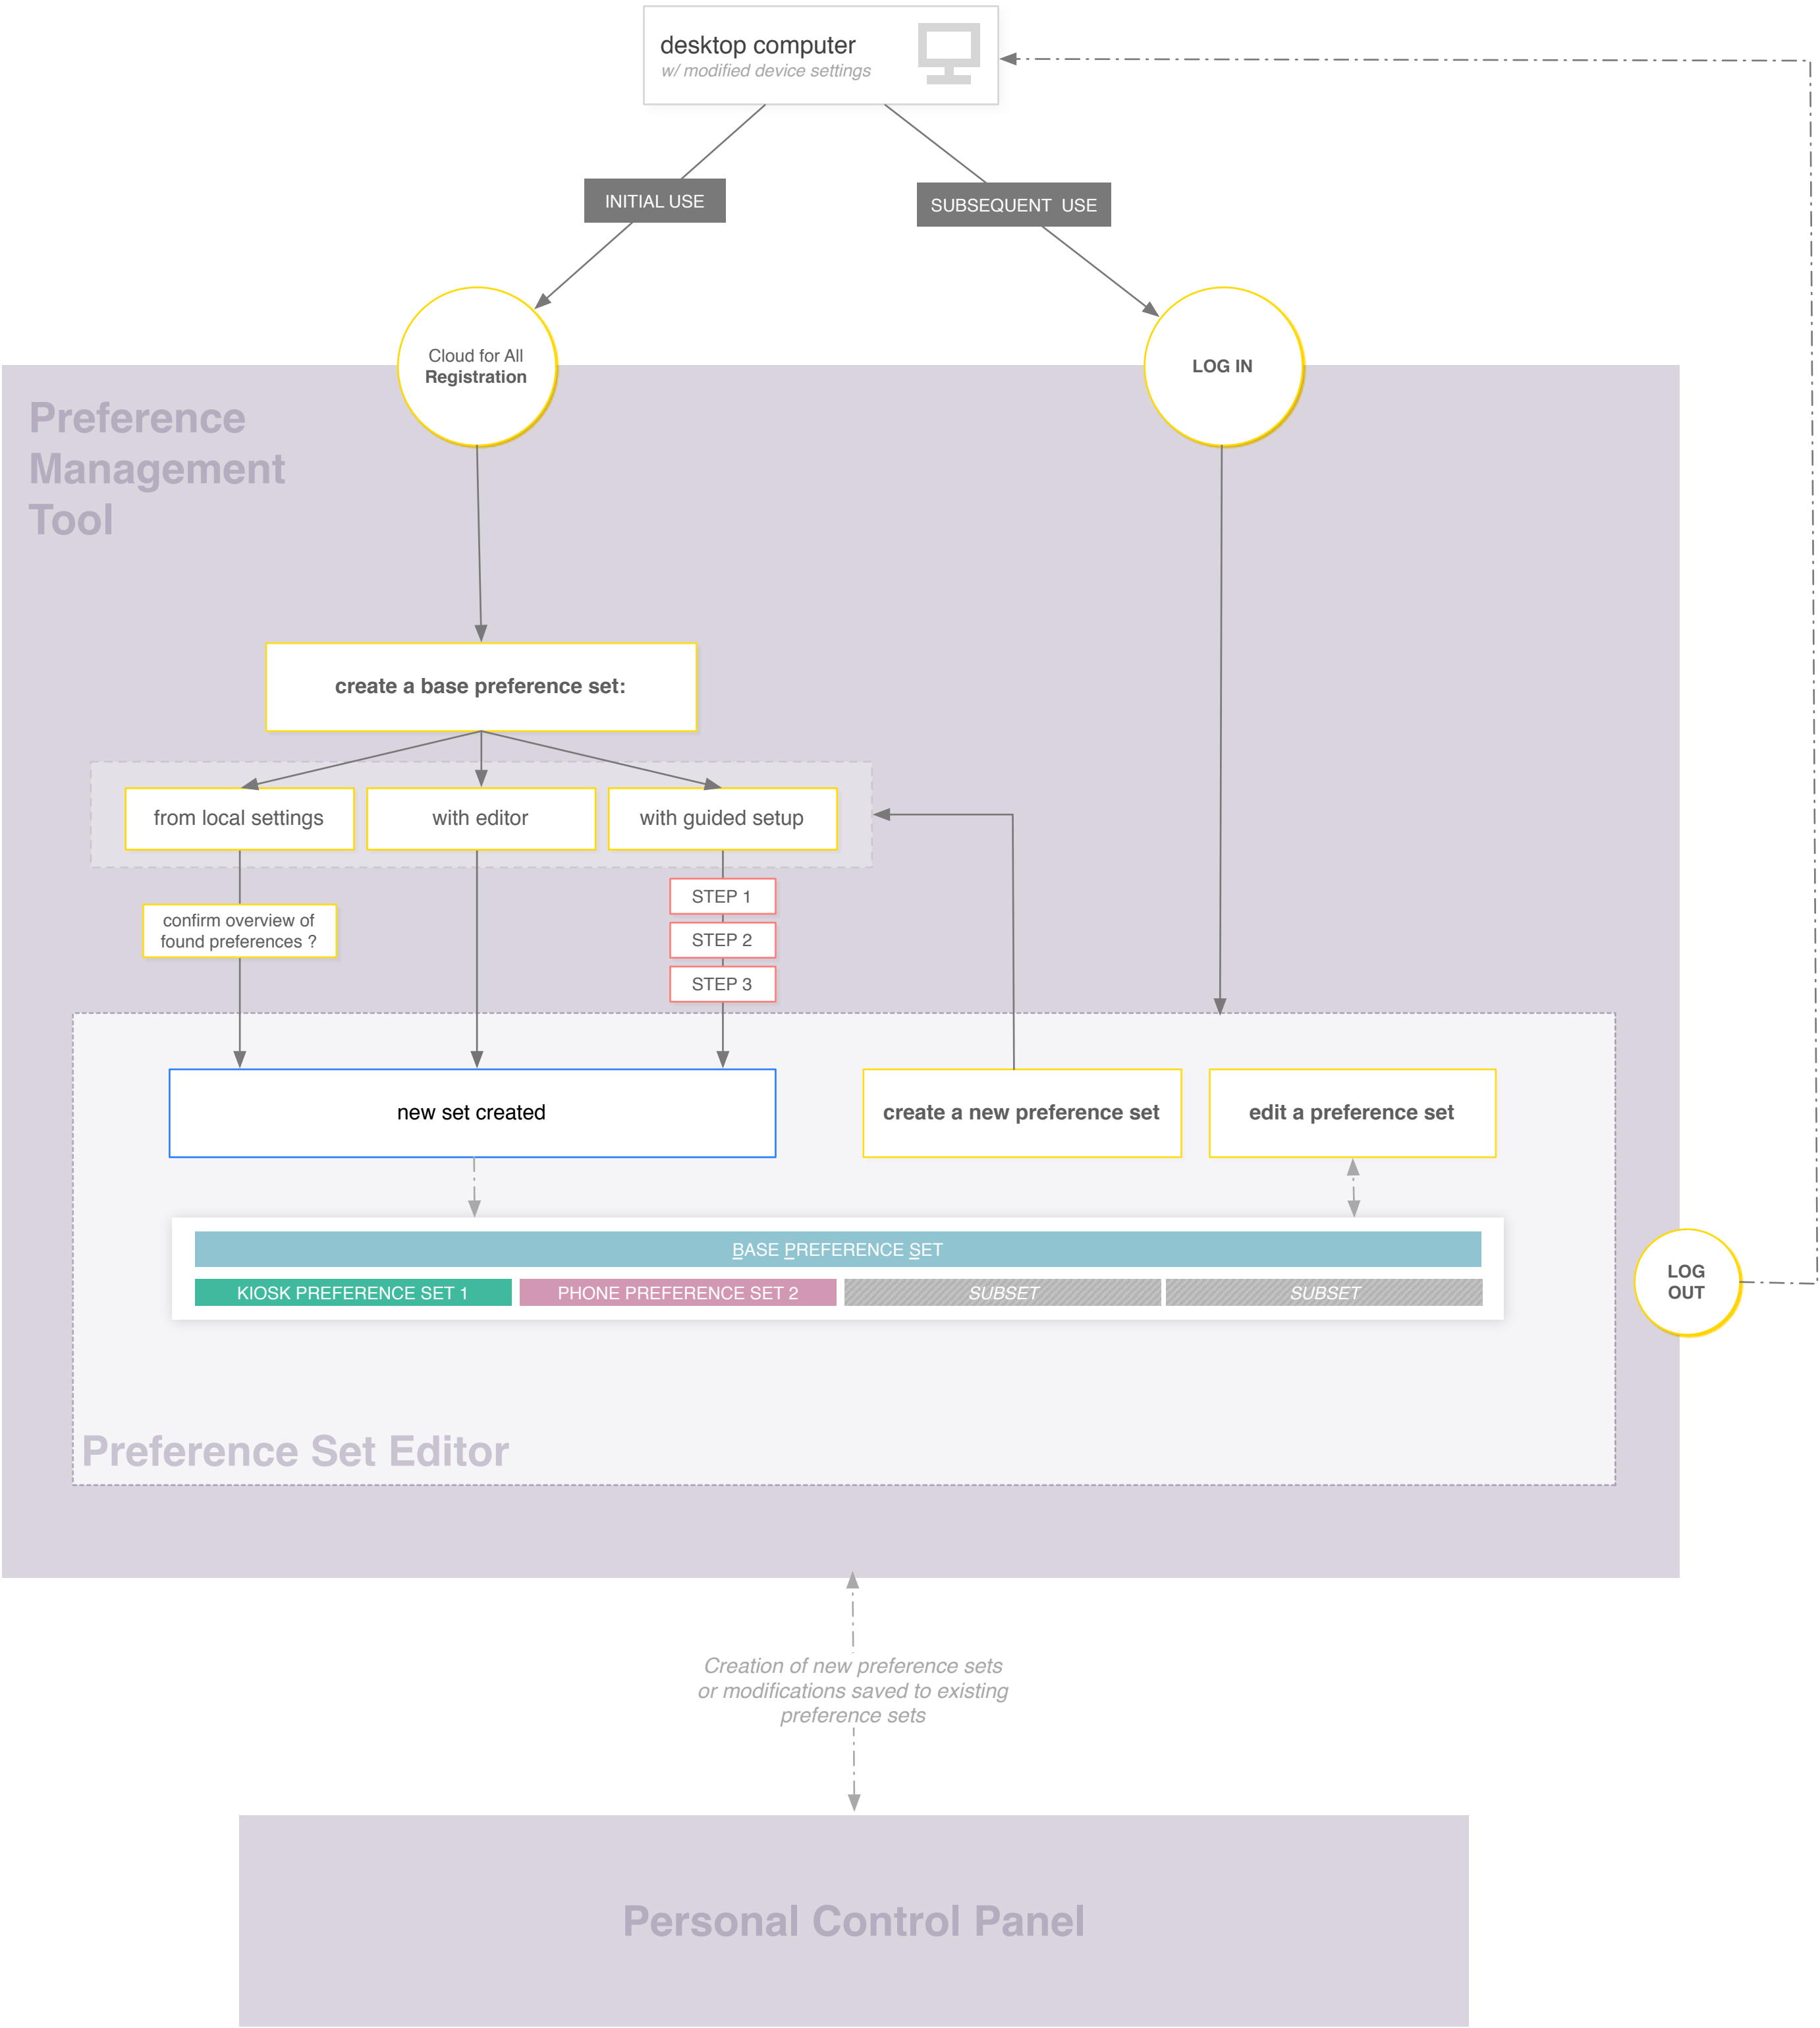 desktop computer
w/ modified device settings
INITIAL USE
SUBSEQUENT USE
Cloud for All
Registration
LOG IN
Preference
Management
Tool
create a base preference set:
from local settings
with editor
with guided setup
confirm overview of
found preferences ?
STEP 1
STEP 2
STEP 3
new set created
create a new preference set
edit a preference set
BASE PREFERENCE SET
KIOSK PREFERENCE SET 1
PHONE PREFERENCE SET 2
SUBSET
SUBSET
LOG
OUT
Preference Set Editor
Creation of new preference sets
or modifications saved to existing
preference sets
Personal Control Panel